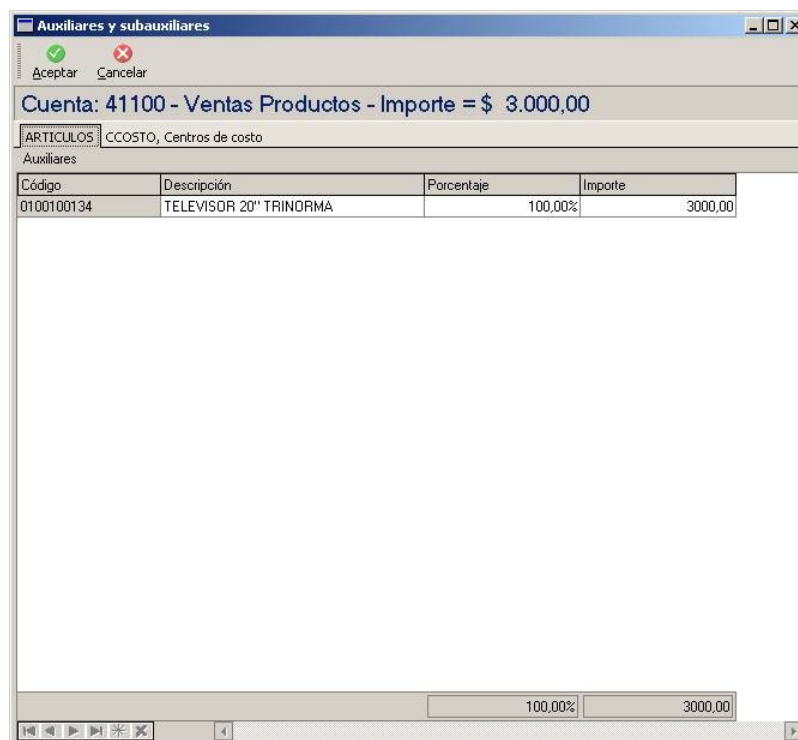 Auxiliares y subauxiliares
Aceptar Cancelar
Cuenta: 41100 - Ventas Productos - Importe = $ 3.000,00
ARTICULOS CCOSTO, Centros de costo
Auxiliares
Código Descripción Porcentaje Importe
0100100134 TELEVISOR 20" TRINORMA 100,00% 3000,00
100,00% 3000,00